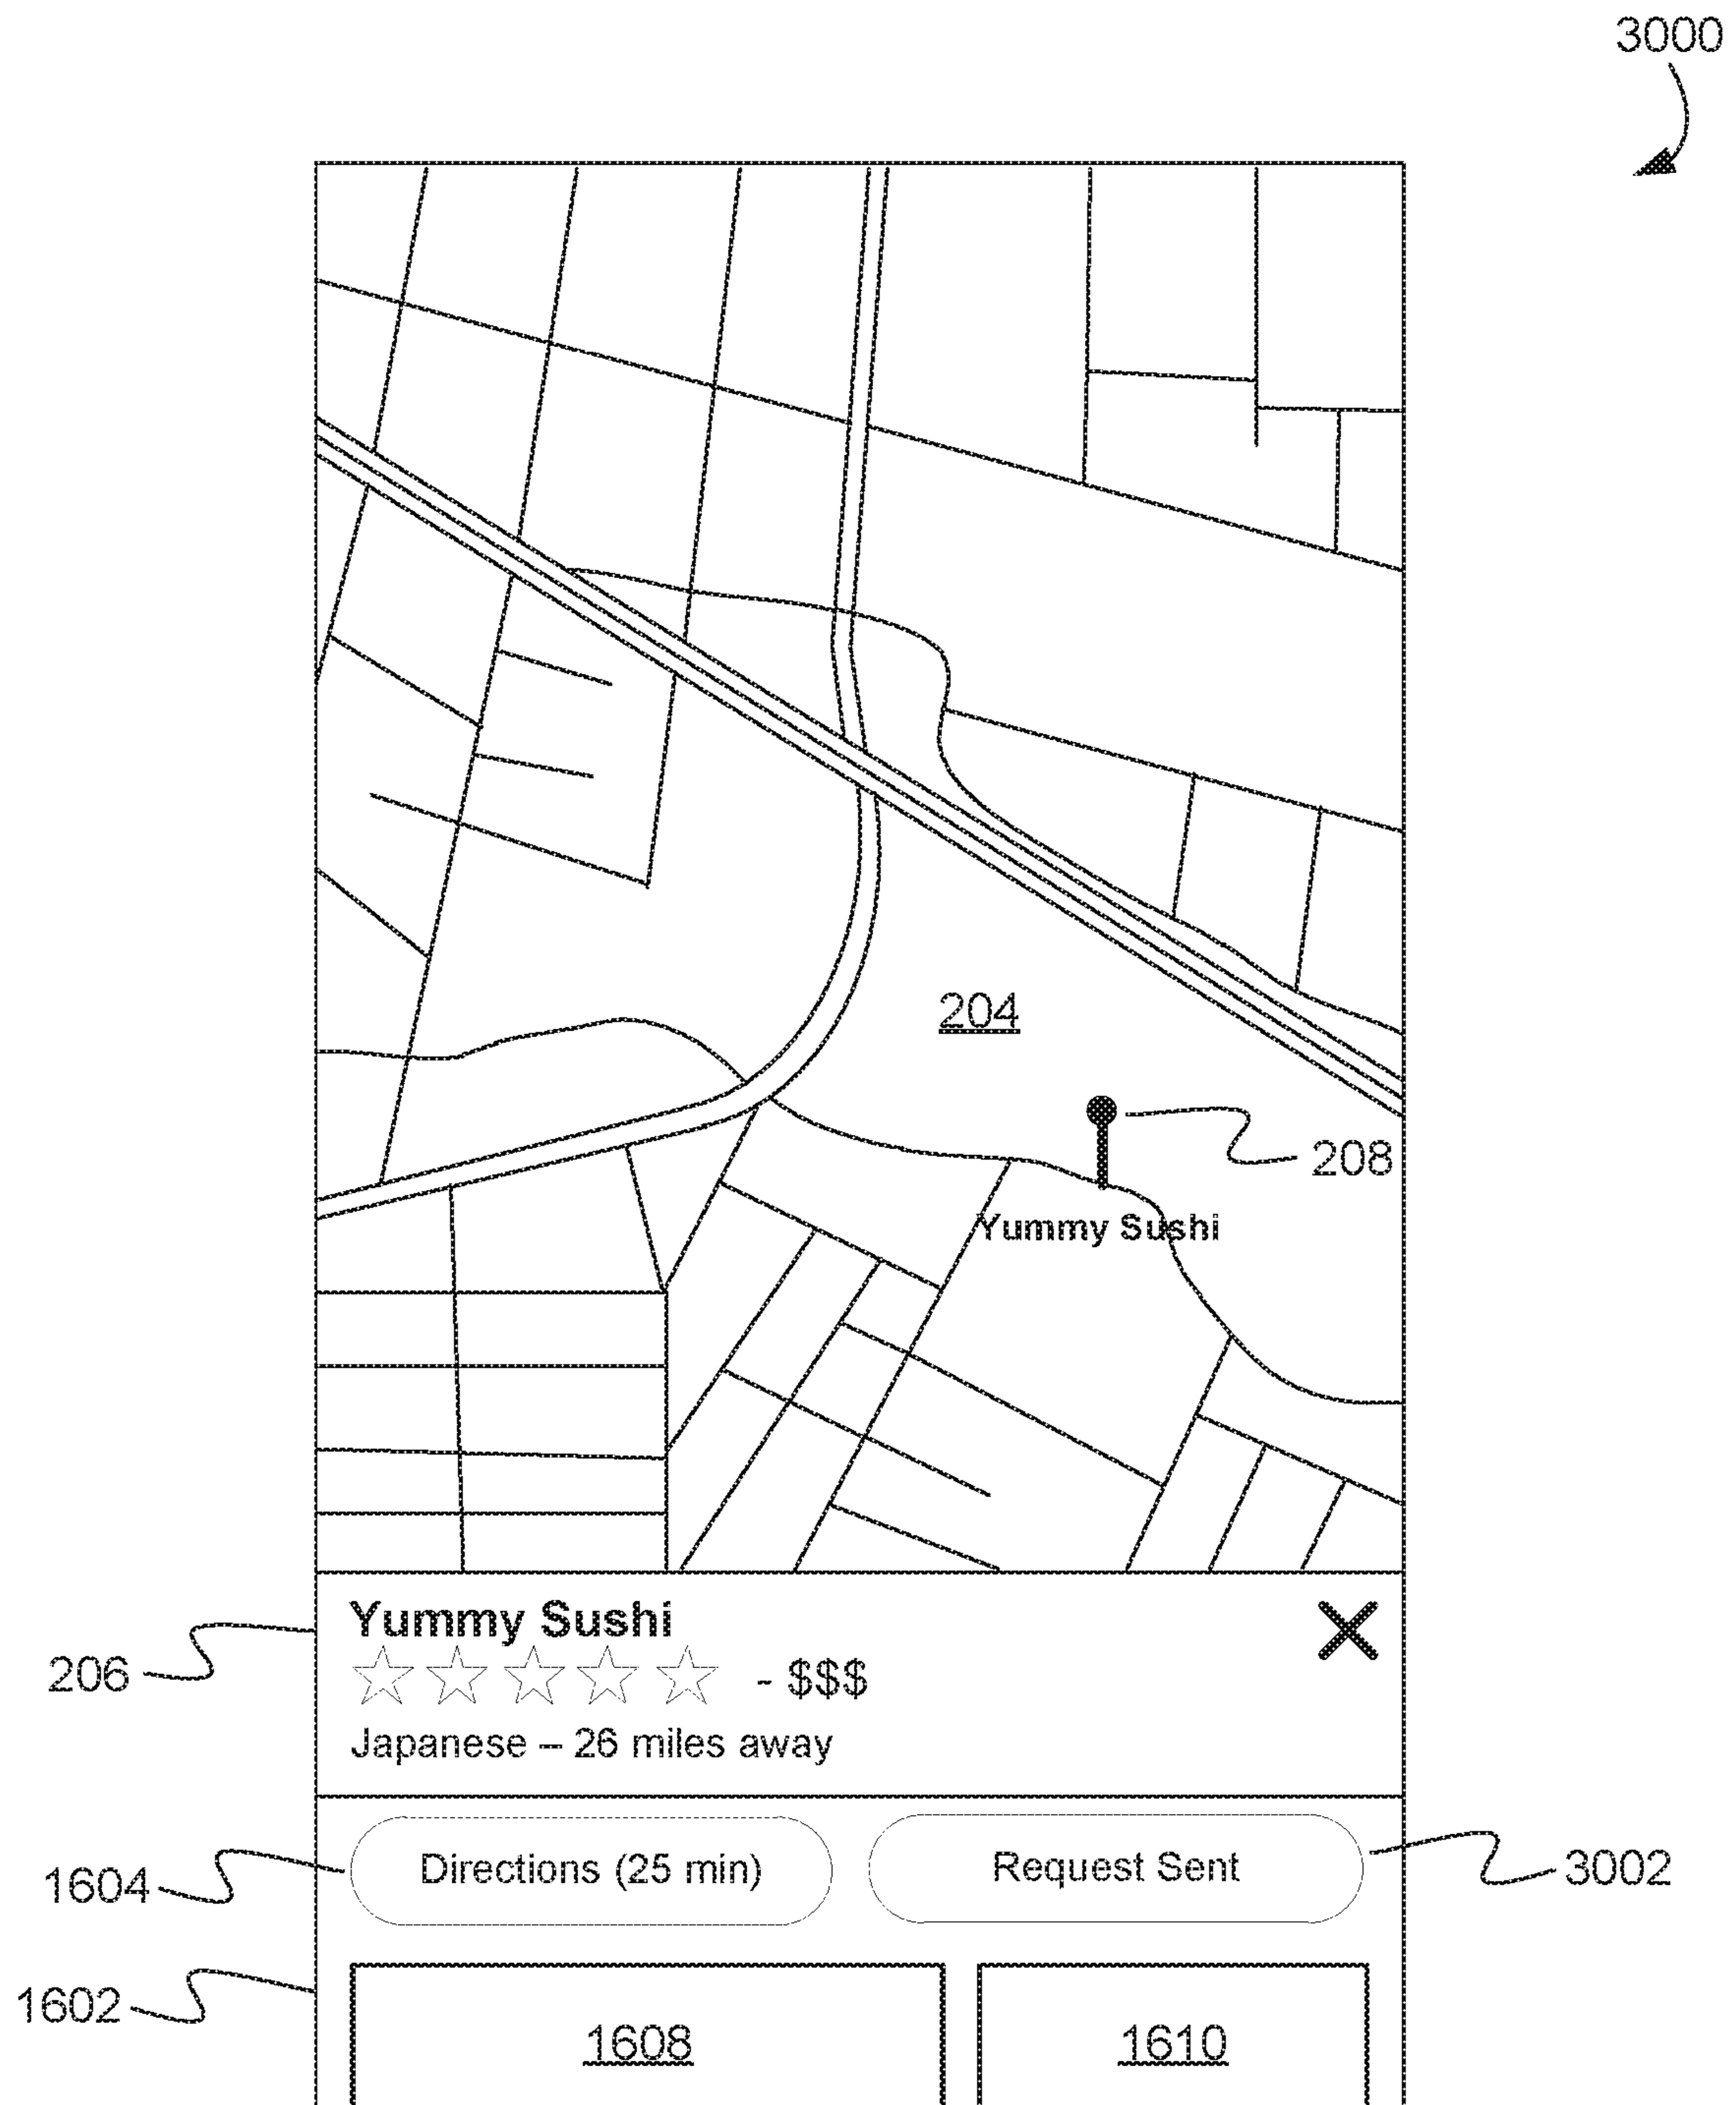 3000
204
208
Yummy Sushi
Yummy Sushi
206
- $$$
Japanese – 26 miles away
1604
Directions (25 min)
Request Sent
3002
1602
1608
1610